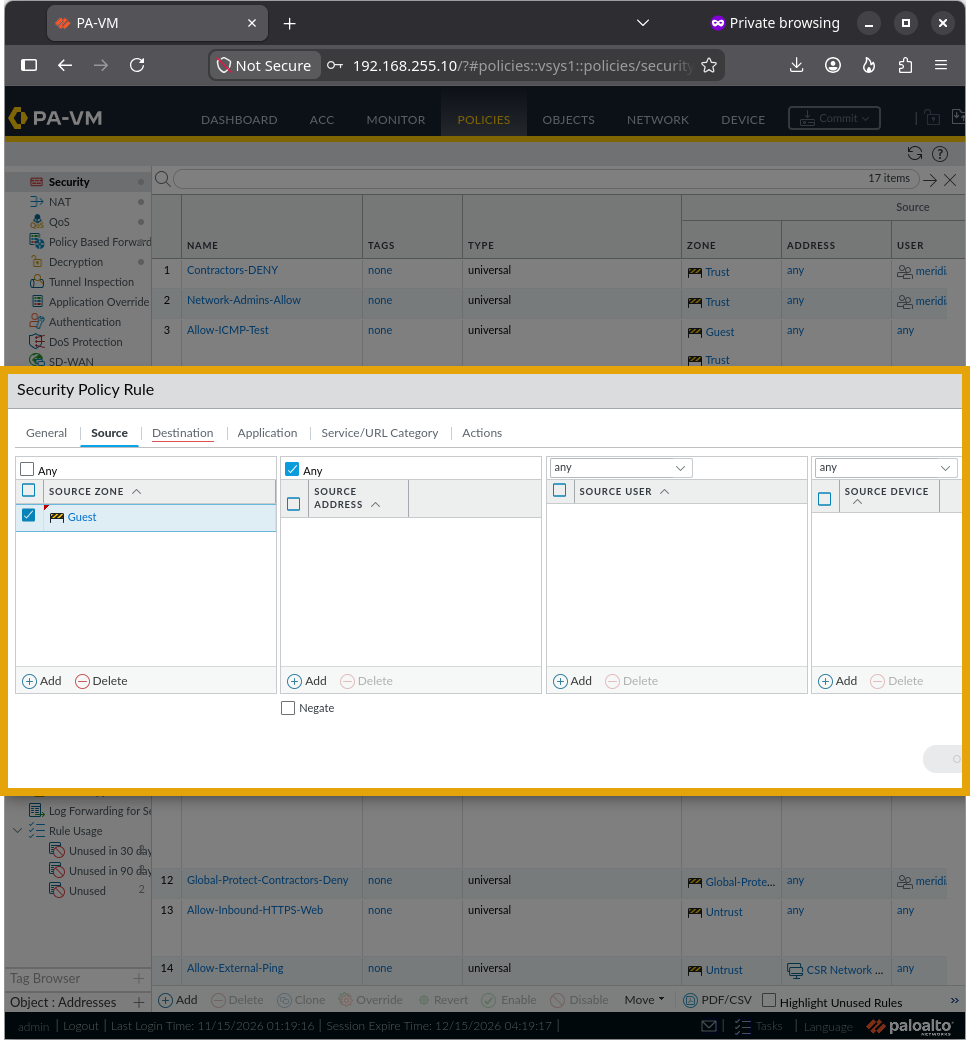 PA-VM
Private browsing
Not Secure
192.168.255.10/?#policies::vsys1::policies/security
PA-VM
DASHBOARD ACC MONITOR POLICIES OBJECTS NETWORK DEVICE Commit
17 items
Security
NAT
QoS
Policy Based Forward
Decryption
Tunnel Inspection
Application Override
Authentication
DoS Protection
SD-WAN
Source
NAME TAGS TYPE ZONE ADDRESS USER
1 Contractors-DENY none universal Trust any meridi
2 Network-Admins-Allow none universal Trust any meridi
3 Allow-ICMP-Test none universal Guest any any
Trust
Security Policy Rule
General Source Destination Application Service/URL Category Actions
Any
SOURCE ZONE
Guest
Add Delete
Any
SOURCE ADDRESS
Add Delete
Negate
any
SOURCE USER
Add Delete
any
SOURCE DEVICE
Add Delete
Log Forwarding for Se
Rule Usage
Unused in 30 day
Unused in 90 day
Unused 2
12 Global-Protect-Contractors-Deny none universal Global-Prote... any meridi
13 Allow-Inbound-HTTPS-Web none universal Untrust any any
14 Allow-External-Ping none universal Untrust CSR Network ... any
Tag Browser
Object : Addresses
Add Delete Clone Override Revert Enable Disable Move PDF/CSV Highlight Unused Rules
admin | Logout | Last Login Time: 11/15/2026 01:19:16 | Session Expire Time: 12/15/2026 04:19:17 | Tasks | Language paloalto NETWORKS